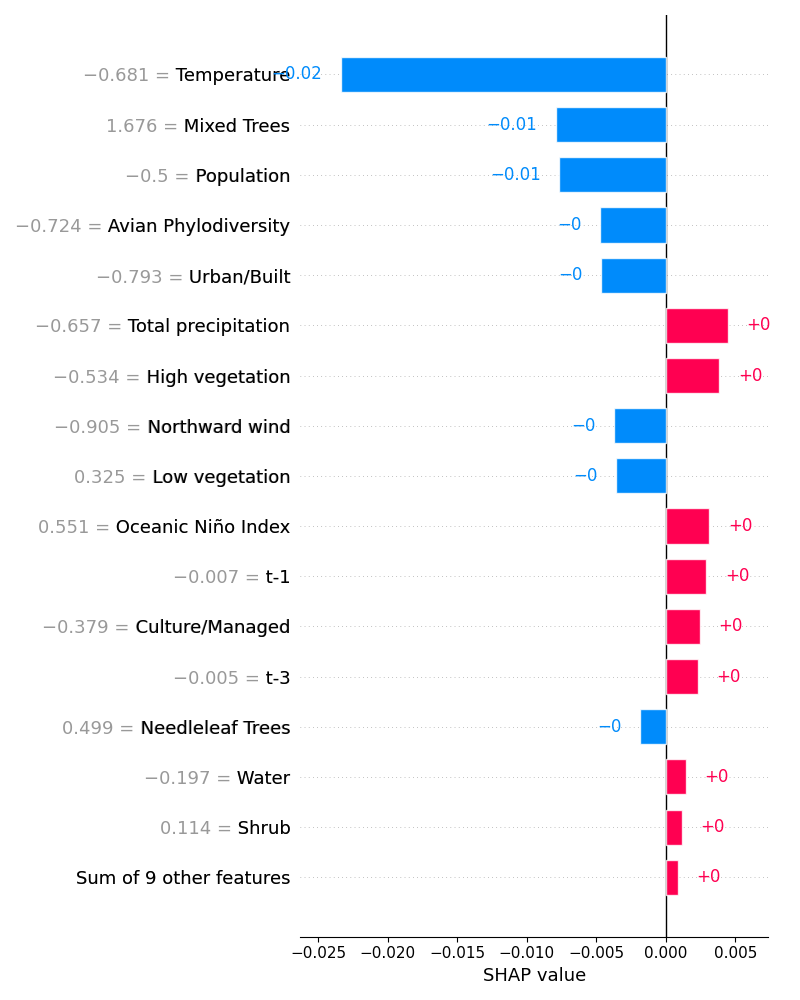 −0.681 = Temperature −0.02
1.676 = Mixed Trees −0.01
−0.5 = Population −0.01
−0.724 = Avian Phylodiversity −0
−0.793 = Urban/Built −0
−0.657 = Total precipitation +0
−0.534 = High vegetation +0
−0.905 = Northward wind −0
0.325 = Low vegetation −0
0.551 = Oceanic Niño Index +0
−0.007 = t-1 +0
−0.379 = Culture/Managed +0
−0.005 = t-3 +0
0.499 = Needleleaf Trees −0
−0.197 = Water +0
0.114 = Shrub +0
Sum of 9 other features +0
−0.025 −0.020 −0.015 −0.010 −0.005 0.000 0.005
SHAP value